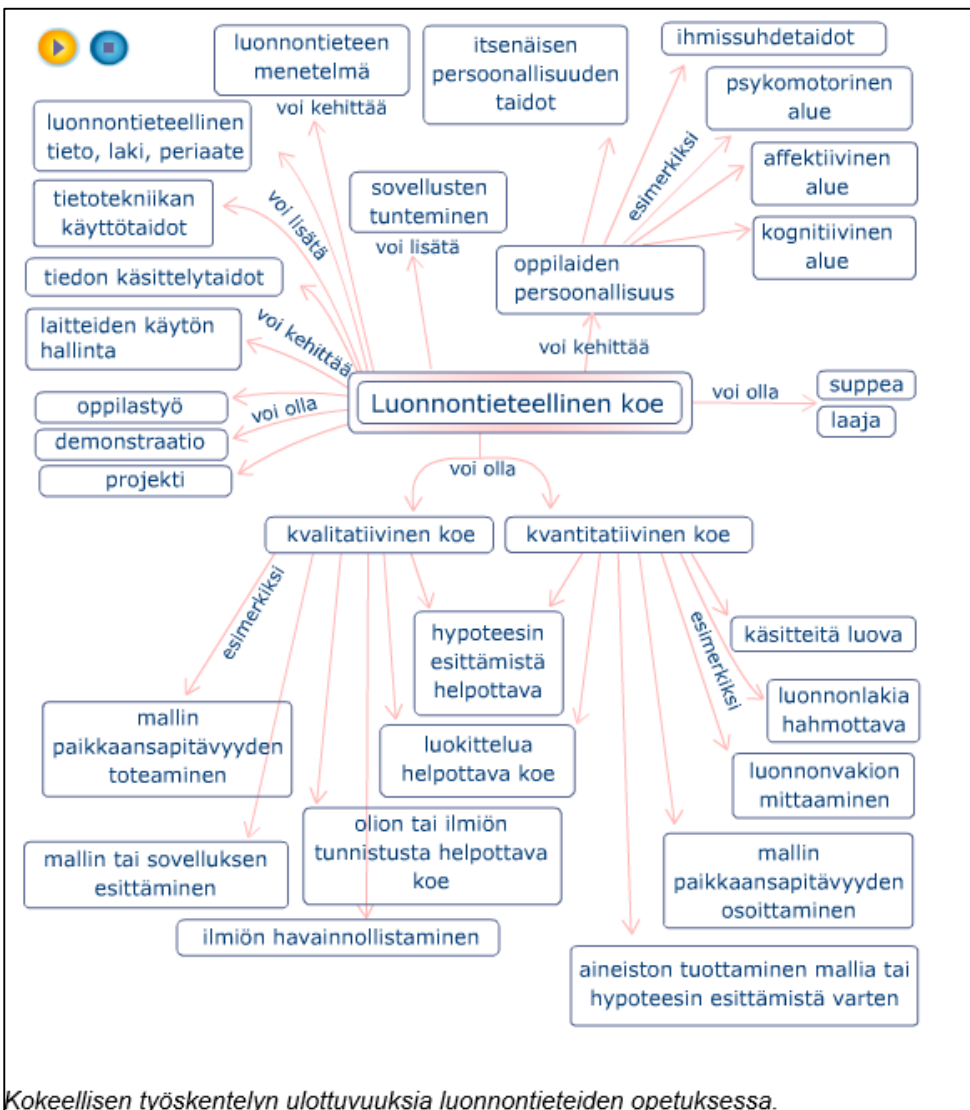 luonnontieteen
menetelmä
voi kehittää
itsenäisen
persoonallisuuden
taidot
ihmissuhdetaidot
psykomotorinen
alue
affektiivinen
alue
kognitiivinen
alue
esimerkiksi
luonnontieteellinen
tieto, laki, periaate
tietotekniikan
käyttötaidot
voi lisätä
sovellusten
tunteminen
voi lisätä
oppilaiden
persoonallisuus
voi kehittää
tiedon käsittelytaidot
laitteiden käytön
hallinta
voi kehittää
oppilastyö
demonstraatio
projekti
voi olla
Luonnontieteellinen koe
voi olla
suppea
laaja
voi olla
kvalitatiivinen koe
kvantitatiivinen koe
esimerkiksi
hypoteesin
esittämistä
helpottava
esimerkiksi
käsitteitä luova
mallin
paikkaansapitävyyden
toteaminen
luokittelua
helpottava koe
luonnonlakia
hahmottava
luonnonvakion
mittaaminen
mallin tai sovelluksen
esittäminen
olion tai ilmiön
tunnistusta helpottava
koe
mallin
paikkaansapitävyyden
osoittaminen
ilmiön havainnollistaminen
aineiston tuottaminen mallia tai
hypoteesin esittämistä varten
Kokeellisen työskentelyn ulottuvuuksia luonnontieteiden opetuksessa.